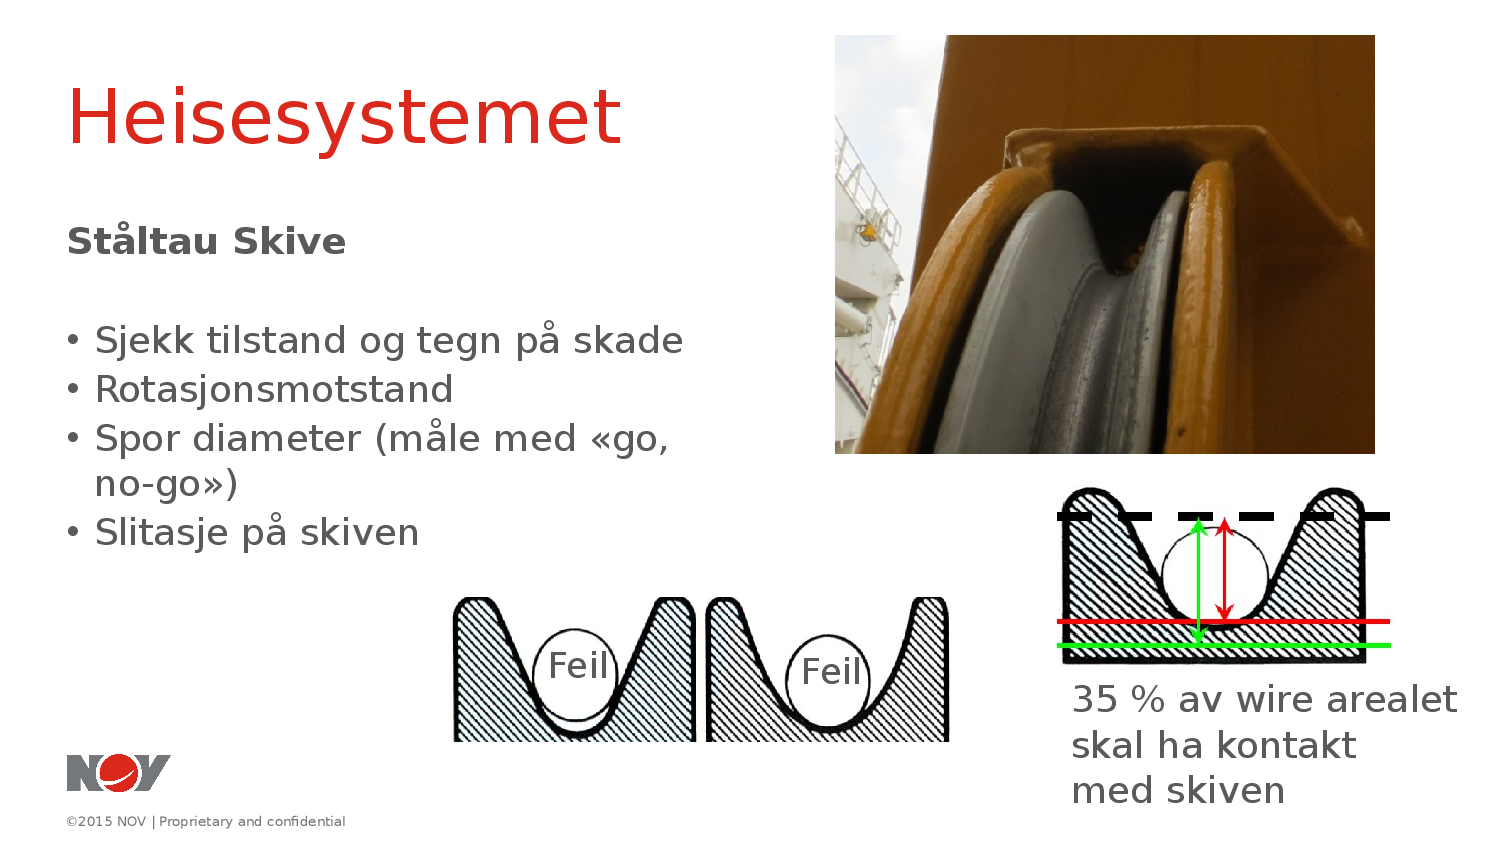 Heisesystemet
Ståltau Skive
• Sjekk tilstand og tegn på skade
• Rotasjonsmotstand
• Spor diameter (måle med «go,
no-go»)
• Slitasje på skiven
Feil
Feil
35 % av wire arealet
skal ha kontakt
med skiven
NOV
©2015 NOV | Proprietary and confidential